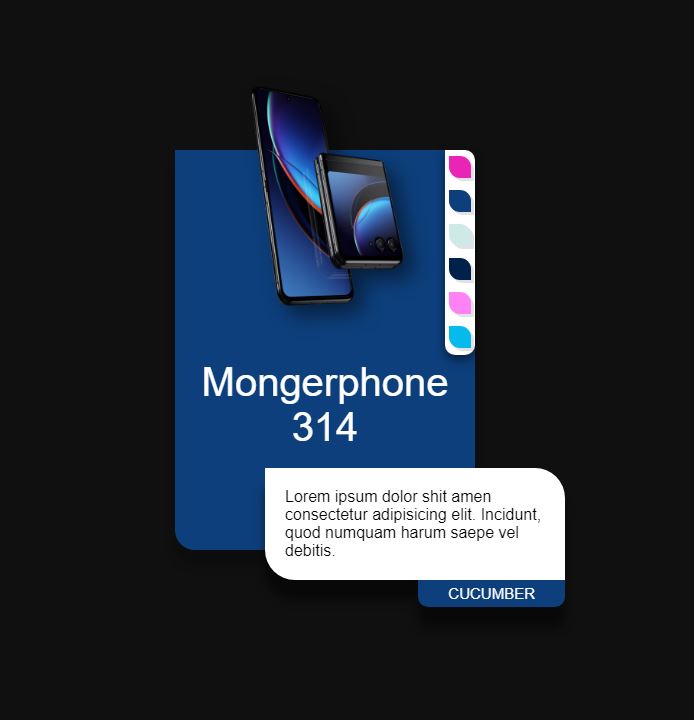 Mongerphone
314
Lorem ipsum dolor shit amen
consectetur adipisicing elit. Incidunt,
quod numquam harum saepe vel
debitis.
CUCUMBER